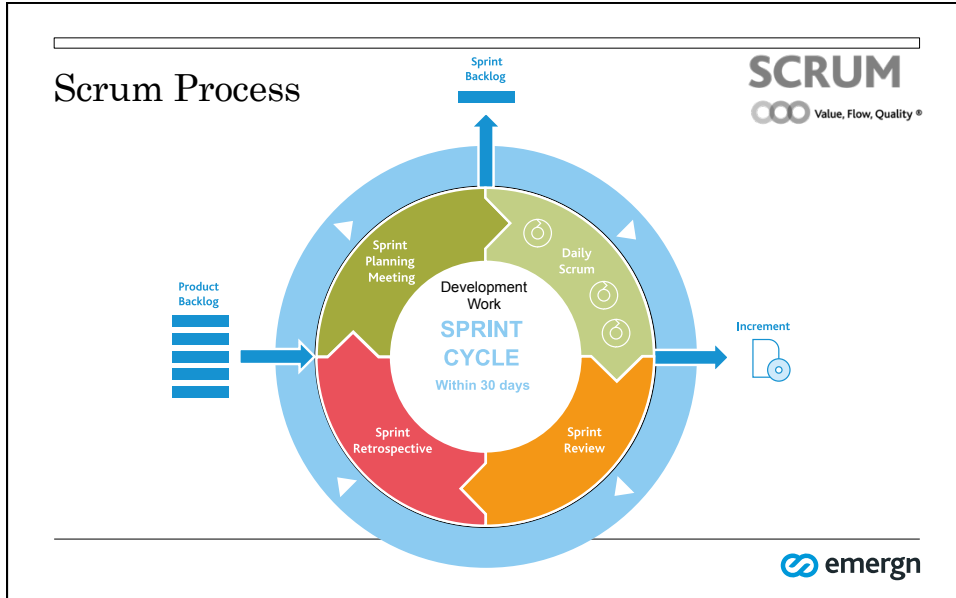 Scrum Process
SCRUM
Value, Flow, Quality ®
Sprint
Backlog
Sprint
Planning
Meeting
Daily
Scrum
Product
Backlog
Development
Work
SPRINT
CYCLE
Within 30 days
Increment
Sprint
Retrospective
Sprint
Review
emergn